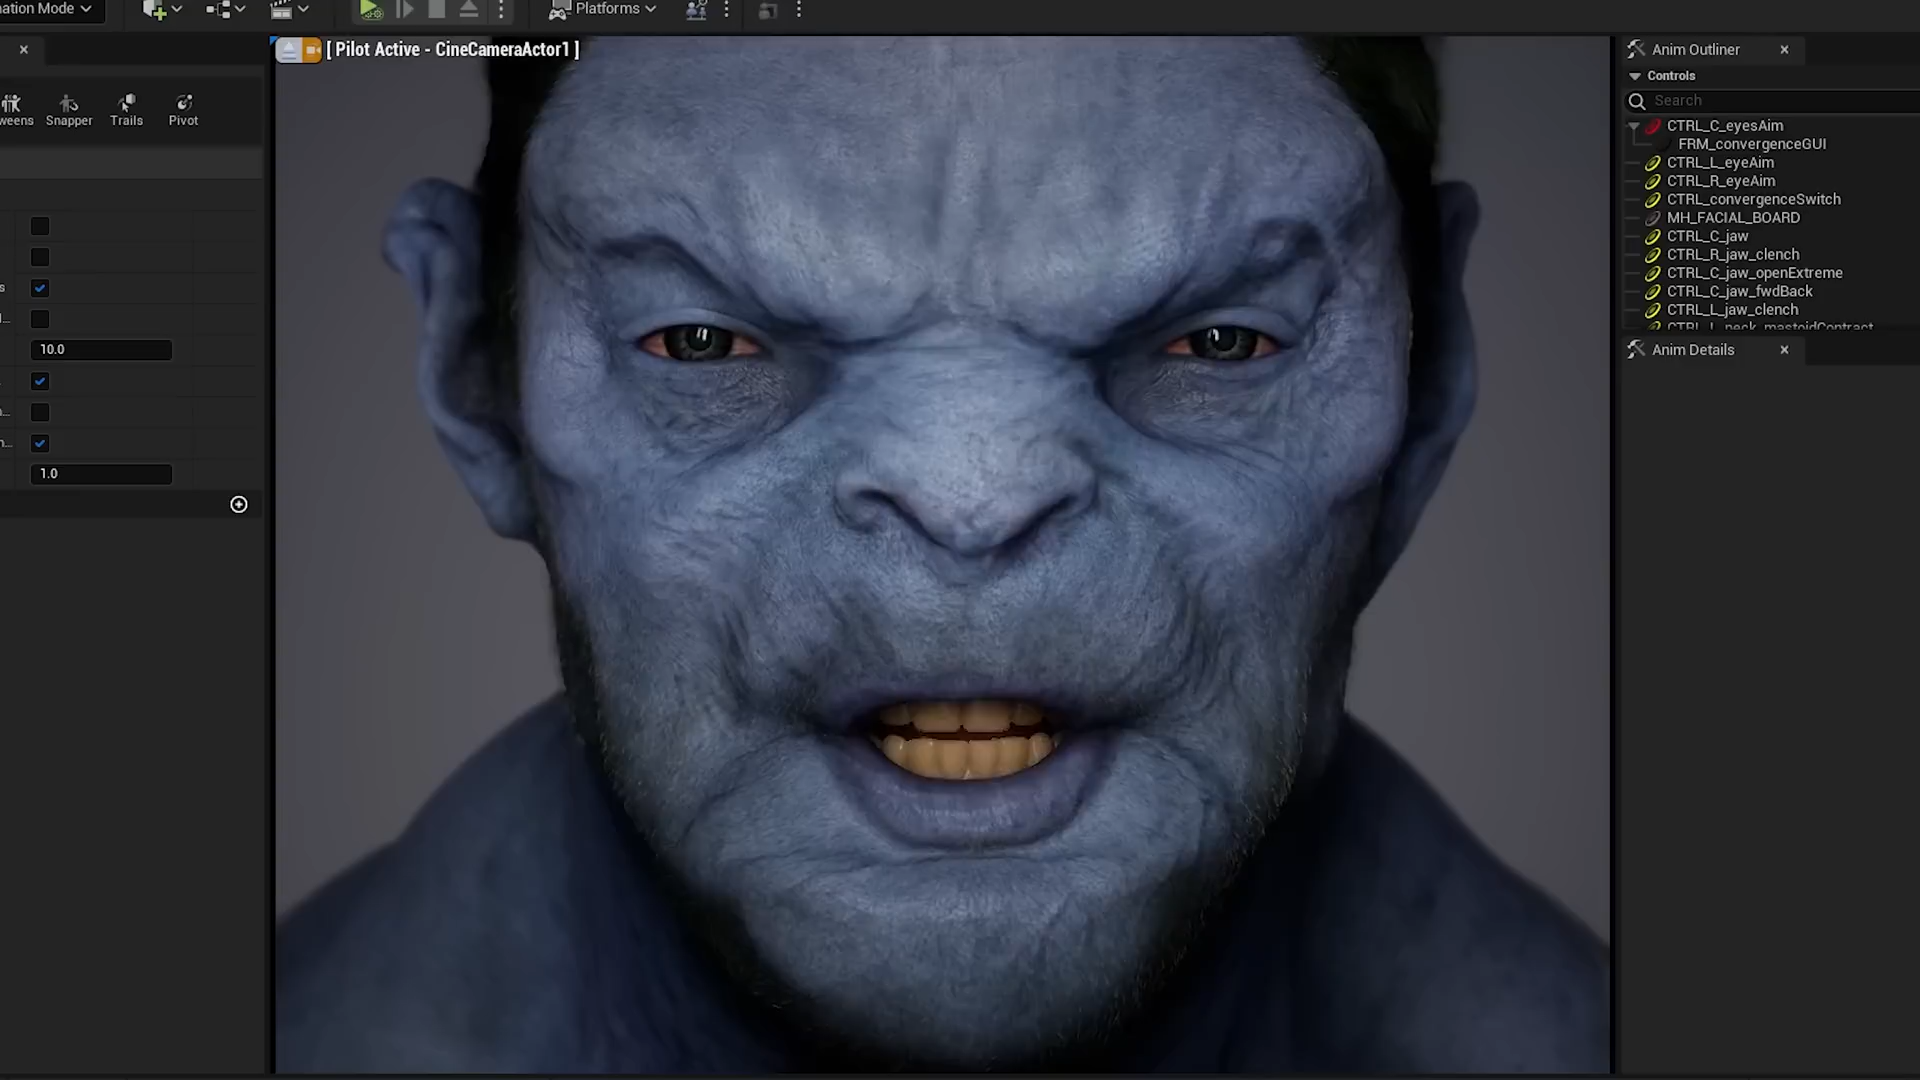 ation Mode
Platforms
[ Pilot Active - CineCameraActor1 ]
weens
Snapper
Trails
Pivot
s
l...
10.0
...
n...
1.0
Anim Outliner
Controls
Search
CTRL_C_eyesAim
FRM_convergenceGUI
CTRL_L_eyeAim
CTRL_R_eyeAim
CTRL_convergenceSwitch
MH_FACIAL_BOARD
CTRL_C_jaw
CTRL_R_jaw_clench
CTRL_C_jaw_openExtreme
CTRL_C_jaw_fwdBack
CTRL_L_jaw_clench
CTRL_L_neck_mastoidContract
Anim Details